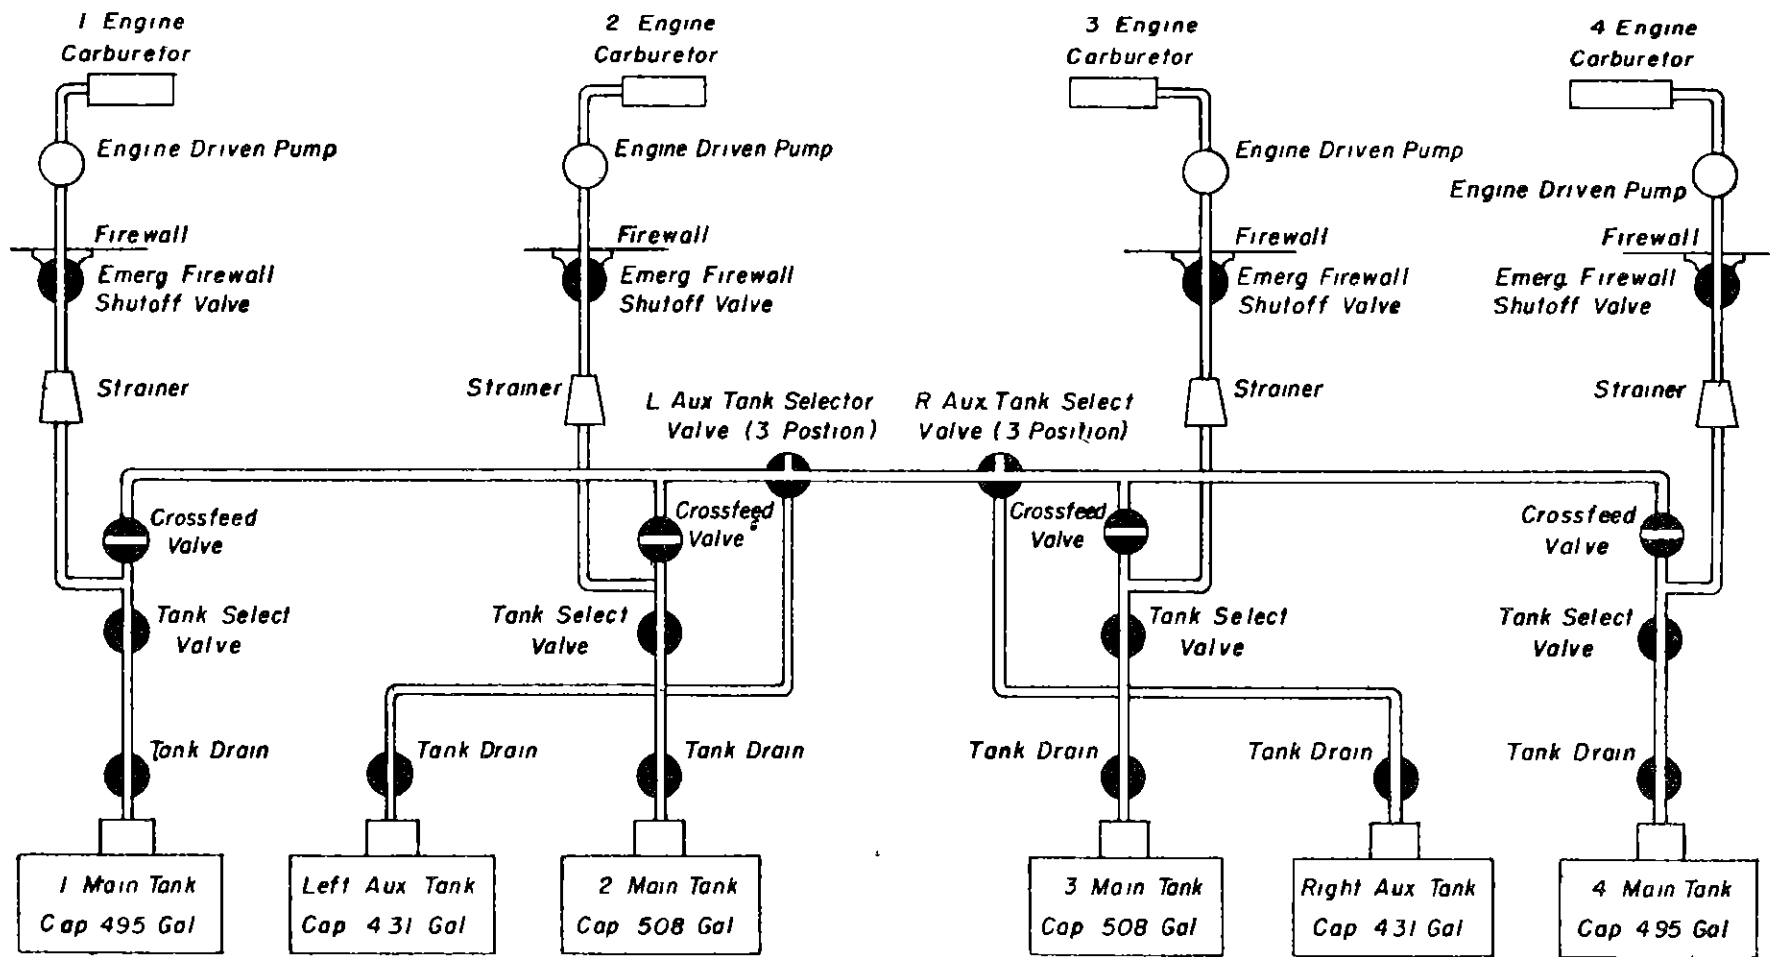 1 Engine
Carburetor
2 Engine
Carburetor
3 Engine
Carburetor
4 Engine
Carburetor
Engine Driven Pump
Engine Driven Pump
Engine Driven Pump
Engine Driven Pump
Firewall
Firewall
Firewall
Firewall
Emerg Firewall
Shutoff Valve
Emerg Firewall
Shutoff Valve
Emerg Firewall
Shutoff Valve
Emerg. Firewall
Shutoff Valve
Strainer
Strainer
Strainer
Strainer
L Aux Tank Selector
Valve (3 Postion)
R Aux Tank Select
Valve (3 Position)
Crossfeed
Valve
Crossfeed
Valve
Crossfeed
Valve
Crossfeed
Valve
Tank Select
Valve
Tank Select
Valve
Tank Select
Valve
Tank Select
Valve
Tank Drain
Tank Drain
Tank Drain
Tank Drain
Tank Drain
Tank Drain
1 Main Tank
Cap 495 Gal
Left Aux Tank
Cap 431 Gal
2 Main Tank
Cap 508 Gal
3 Main Tank
Cap 508 Gal
Right Aux Tank
Cap 431 Gal
4 Main Tank
Cap 495 Gal